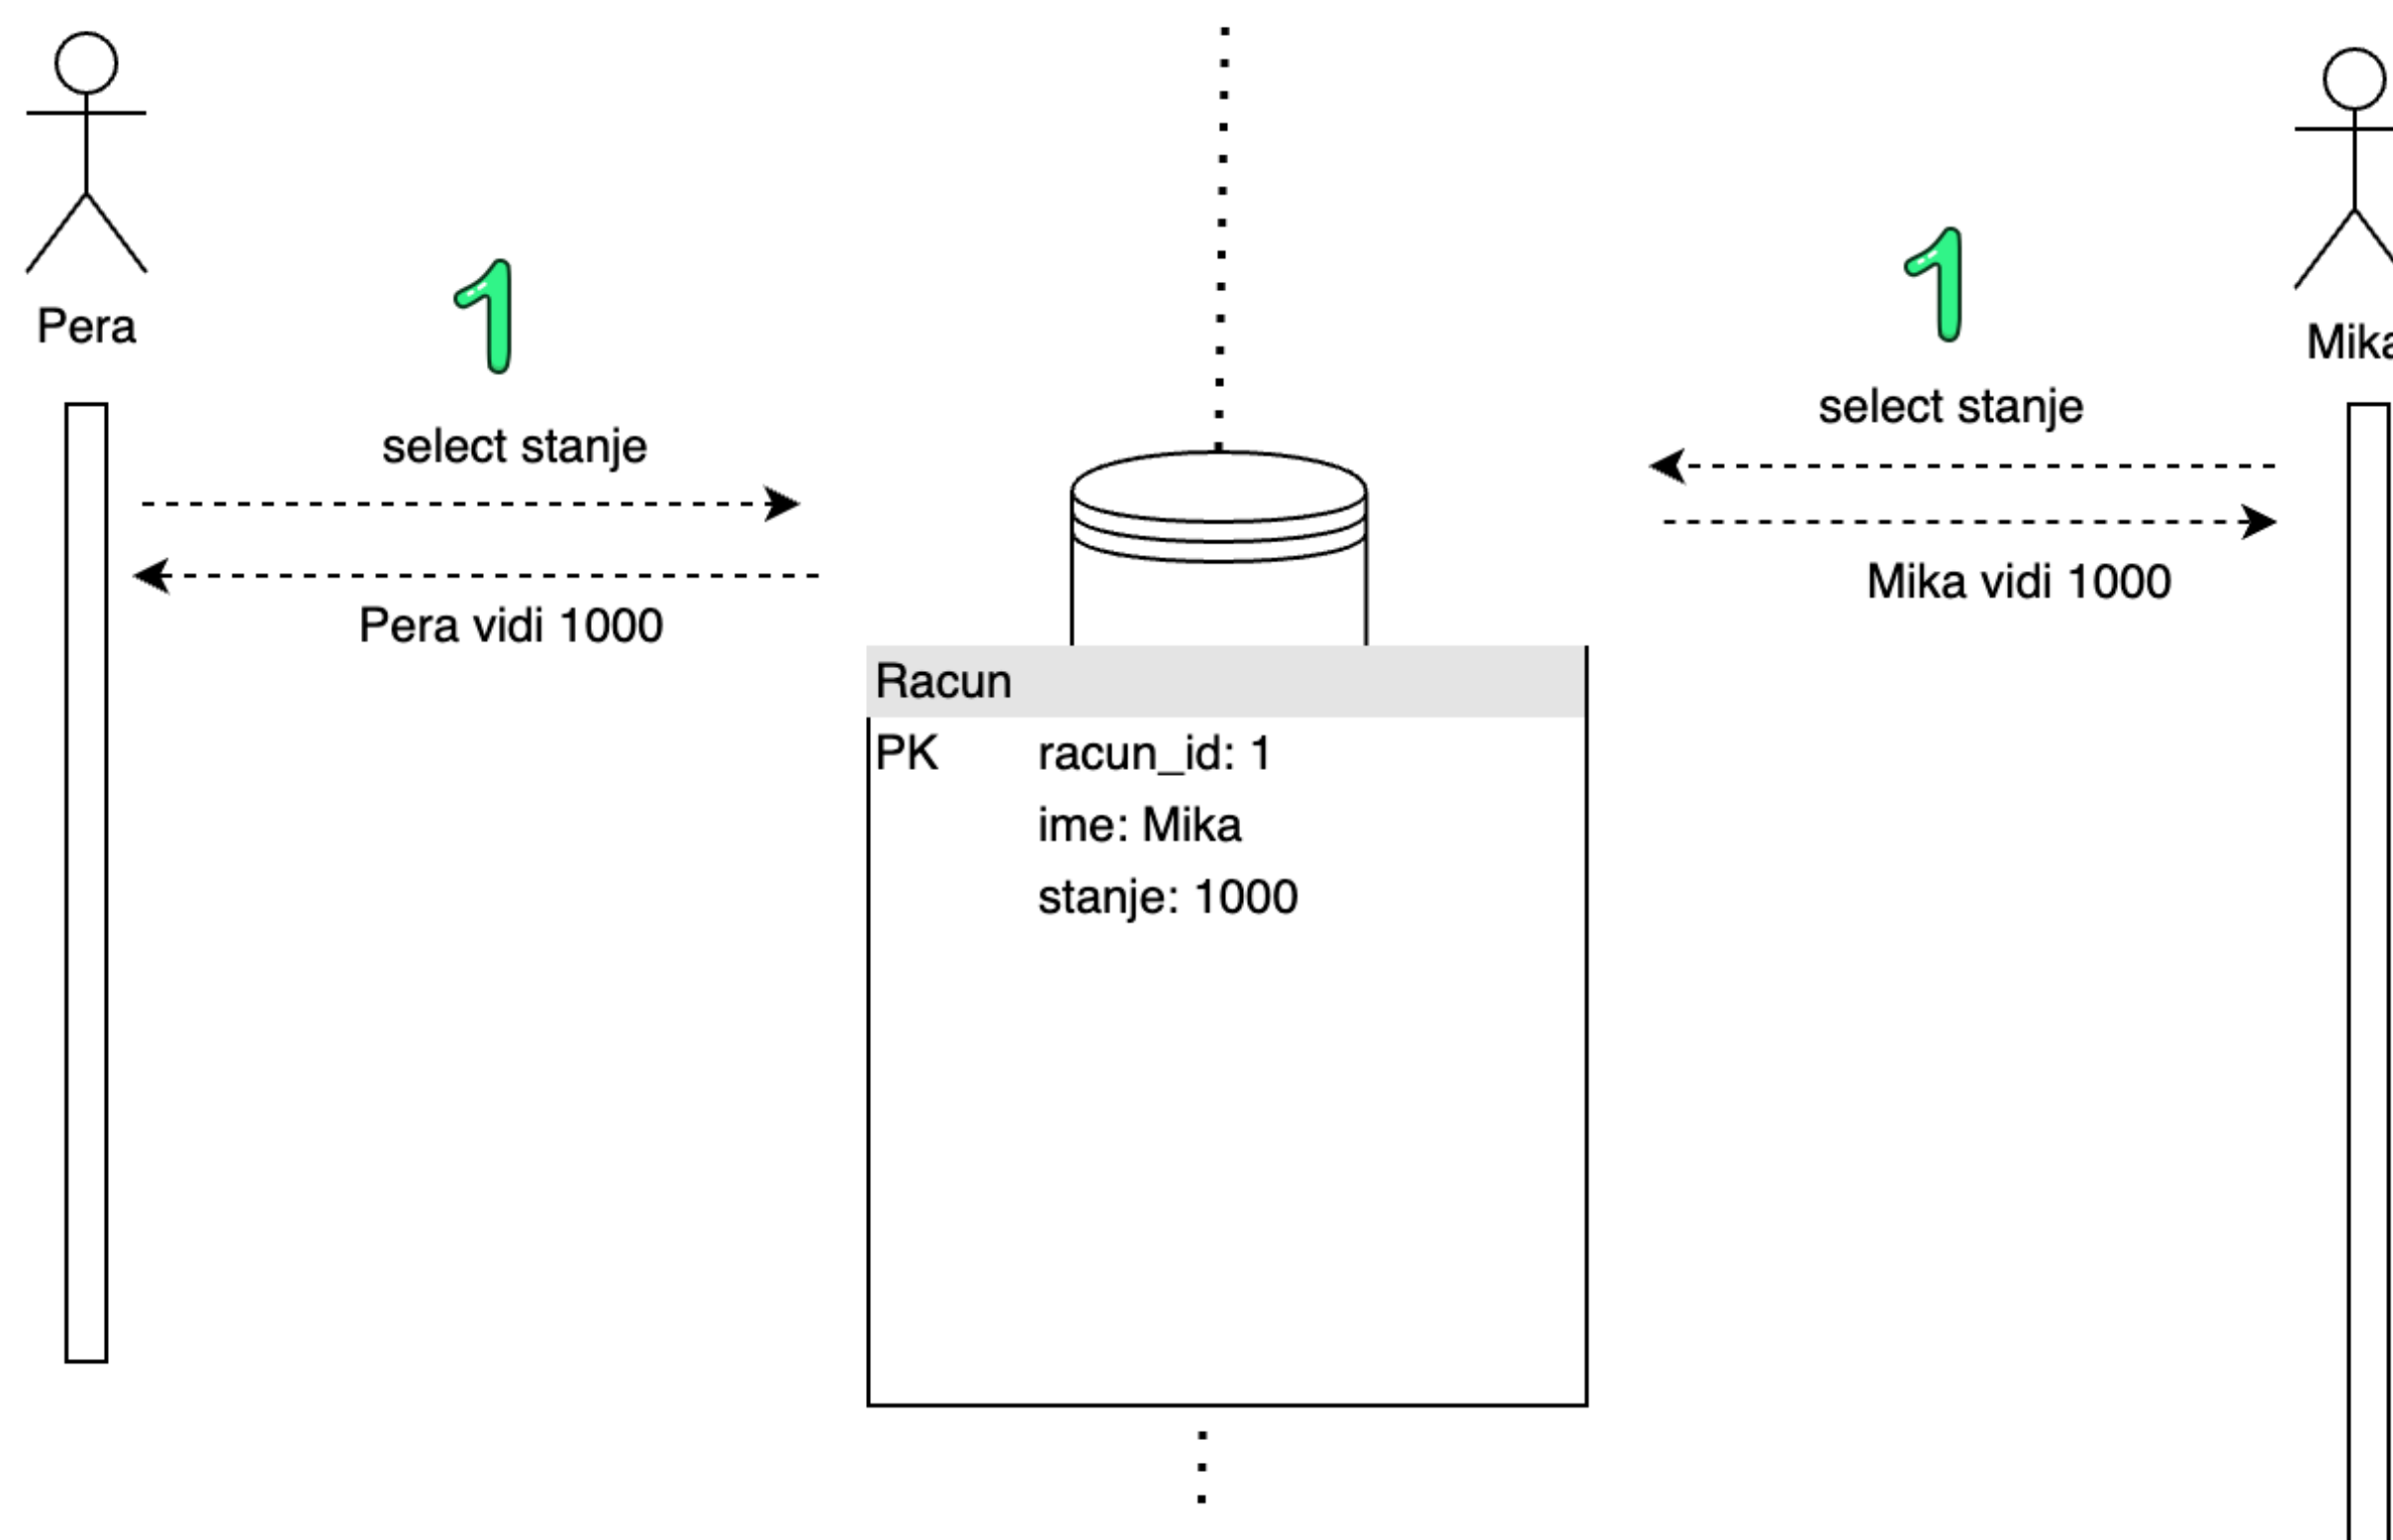 Pera
1
select stanje
Pera vidi 1000
Racun
PK racun_id: 1
ime: Mika
stanje: 1000
1
select stanje
Mika vidi 1000
Mika